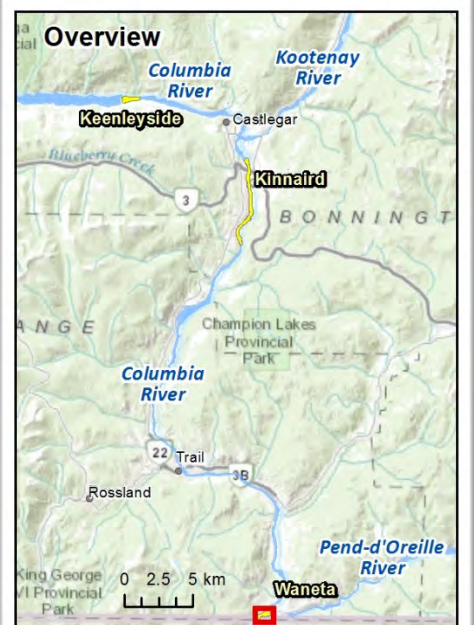 Overview
Kootenay
River
Columbia
River
Keenleyside
Castlegar
Blueberry Creek
Kinnaird
3
BONNINGT
ANGE
Champion Lakes
Provincial
Park
Columbia
River
22
Trail
3B
Rossland
Pend-d'Oreille
River
King George
VI Provincial
Park
0 2.5 5 km
Waneta